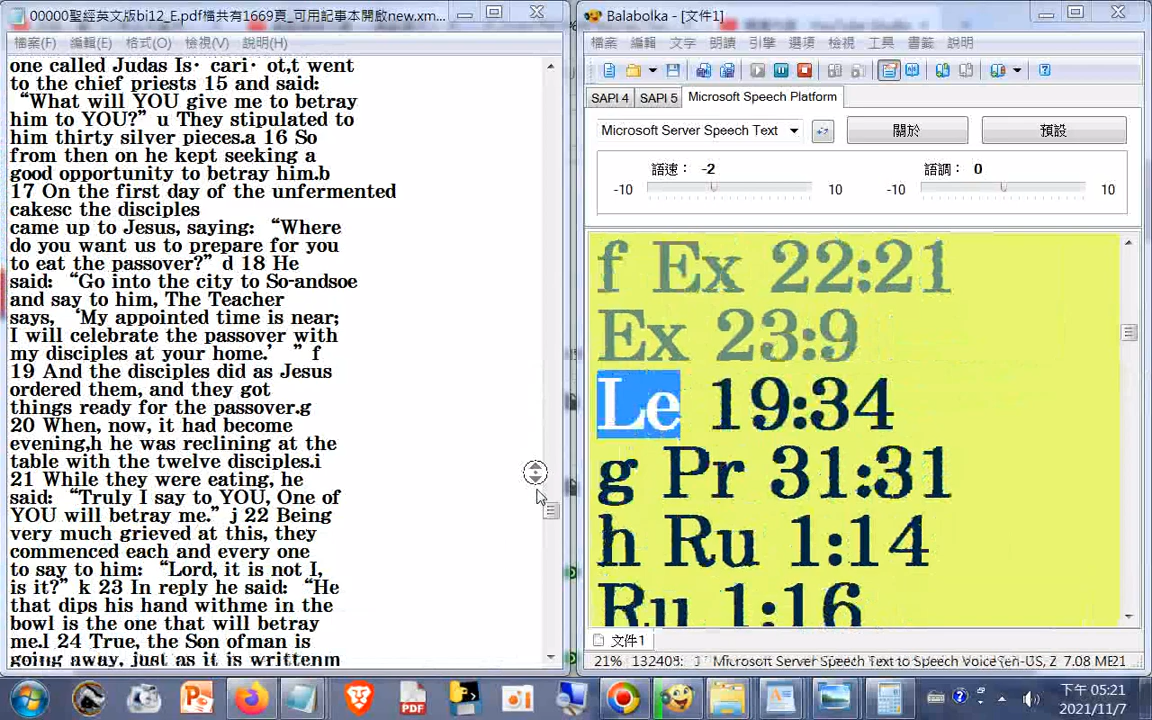 00000聖經英文版bi12_E.pdf檔共有1669頁_可用記事本開啟new.xm...
檔案(F) 編輯(E) 格式(O) 檢視(V) 說明(H)
one called Judas Is· cari· ot,t went
to the chief priests 15 and said:
“What will YOU give me to betray
him to YOU?” u They stipulated to
him thirty silver pieces.a 16 So
from then on he kept seeking a
good opportunity to betray him.b
17 On the first day of the unfermented
cakesc the disciples
came up to Jesus, saying: “Where
do you want us to prepare for you
to eat the passover?” d 18 He
said: “Go into the city to So-andsoe
and say to him, The Teacher
says, ‘My appointed time is near;
I will celebrate the passover with
my disciples at your home.’ ” f
19 And the disciples did as Jesus
ordered them, and they got
things ready for the passover.g
20 When, now, it had become
evening,h he was reclining at the
table with the twelve disciples.i
21 While they were eating, he
said: “Truly I say to YOU, One of
YOU will betray me.” j 22 Being
very much grieved at this, they
commenced each and every one
to say to him: “Lord, it is not I,
is it?” k 23 In reply he said: “He
that dips his hand withme in the
bowl is the one that will betray
me.l 24 True, the Son ofman is
going away, just as it is writtenm
Balabolka - [文件1]
檔案 編輯 文字 朗讀 引擎 選項 檢視 工具 書籤 說明
SAPI 4 SAPI 5 Microsoft Speech Platform
Microsoft Server Speech Text 關於 預設
語速: -2 語調: 0
-10 10 -10 10
f Ex 22:21
Ex 23:9
Le 19:34
g Pr 31:31
h Ru 1:14
Ru 1:16
文件1
21% 132408: Microsoft Server Speech Text to Speech Voice (en-US, Z 7.08 ME21
PDF
下午 05:21
2021/11/7